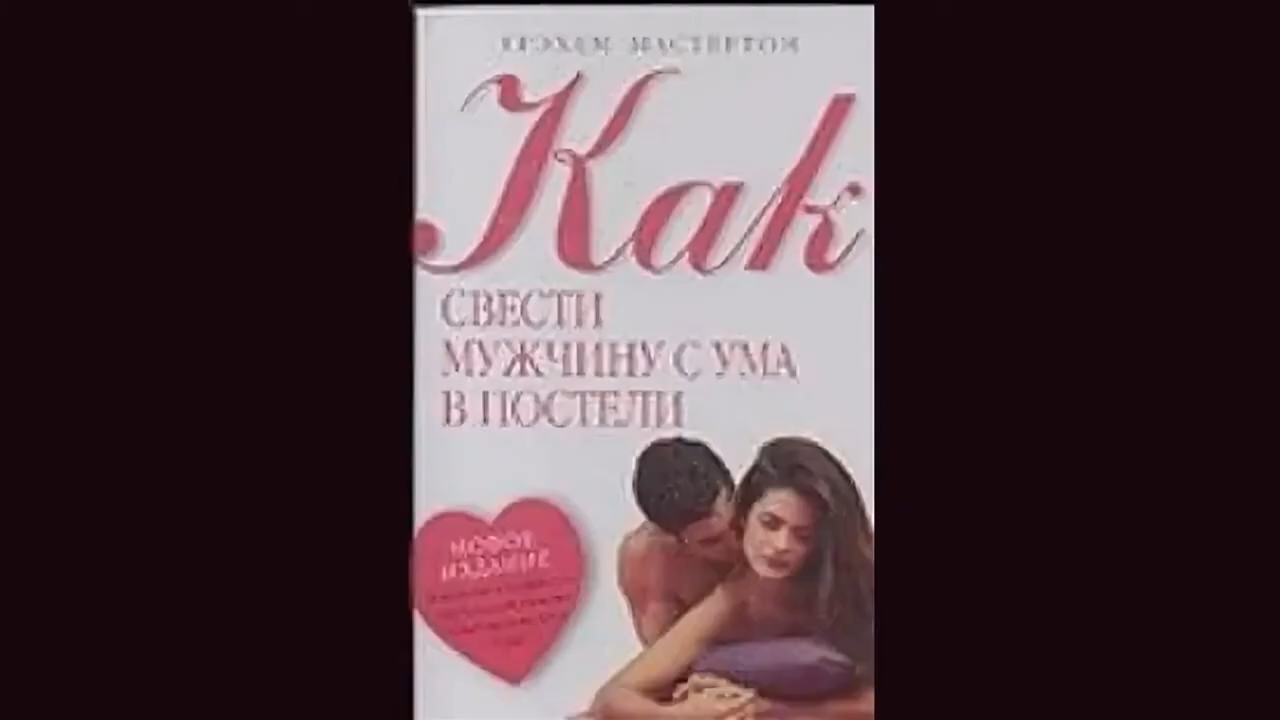 ГРЭХЕМ МАСТЕРТОН
Как
СВЕСТИ
МУЖЧИНУ С УМА
В ПОСТЕЛИ
НОВОЕ
ИЗДАНИЕ